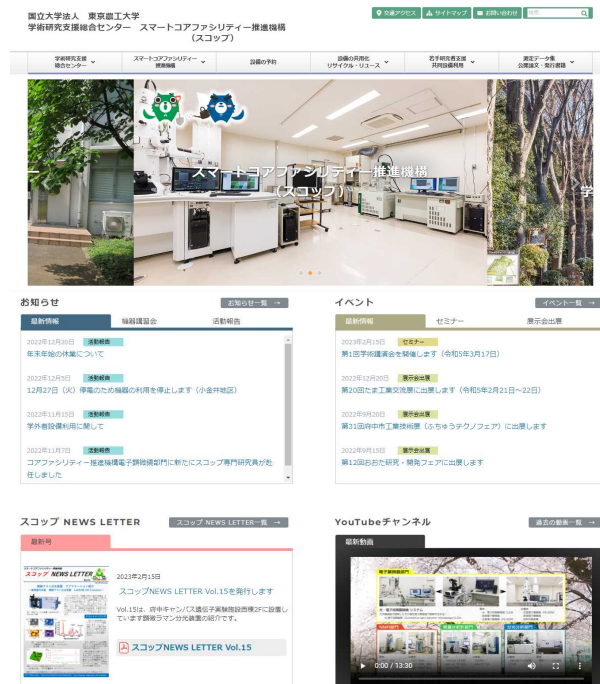 国立大学法人 東京農工大学
学術研究支援総合センター スマートコアファシリティー推進機構
(スコップ)
交通アクセス
サイトマップ
お問い合わせ
検索
学術研究支援
総合センター
スマートコアファシリティー
推進機構
設備の予約
設備の共用化
リサイクル・リユース
若手研究者支援
共同設備利用
測定データ集
公開論文・発行書籍
ー
スマートコアファシリティー推進機構
(スコップ)
学
お知らせ
お知らせ一覧 →
最新情報
機器講習会
活動報告
2022年12月20日 活動報告
年末年始の休業について
2022年12月5日 活動報告
12月27日(火)停電のため機器の利用を停止します(小金井地区)
2022年11月15日 活動報告
学外者設備利用に関して
2022年11月7日 活動報告
コアファシリティー推進機構電子顕微鏡部門に新たにスコップ専門研究員が赴
任しました
イベント
イベント一覧 →
最新情報
セミナー
展示会出展
2023年2月15日 セミナー
第1回学術講演会を開催します(令和5年3月17日)
2022年12月20日 展示会出展
第20回たま工業交流展に出展します(令和5年2月21日〜22日)
2022年9月20日 展示会出展
第31回府中市工業技術展(ふちゅうテクノフェア)に出展します
2022年9月15日 展示会出展
第12回おおた研究・開発フェアに出展します
スコップ NEWS LETTER
スコップ NEWS LETTER一覧 →
最新号
スコップ NEWS LETTER
2023年2月15日
スコップNEWS LETTER Vol.15を発行します
Vol.15は、府中キャンパス遺伝子実験施設西棟2Fに設置し
ています顕微ラマン分光装置の紹介です。
スコップNEWS LETTER Vol.15
YouTubeチャンネル
過去の動画一覧 →
最新動画
電子顕微鏡部門
0:00 / 13:30